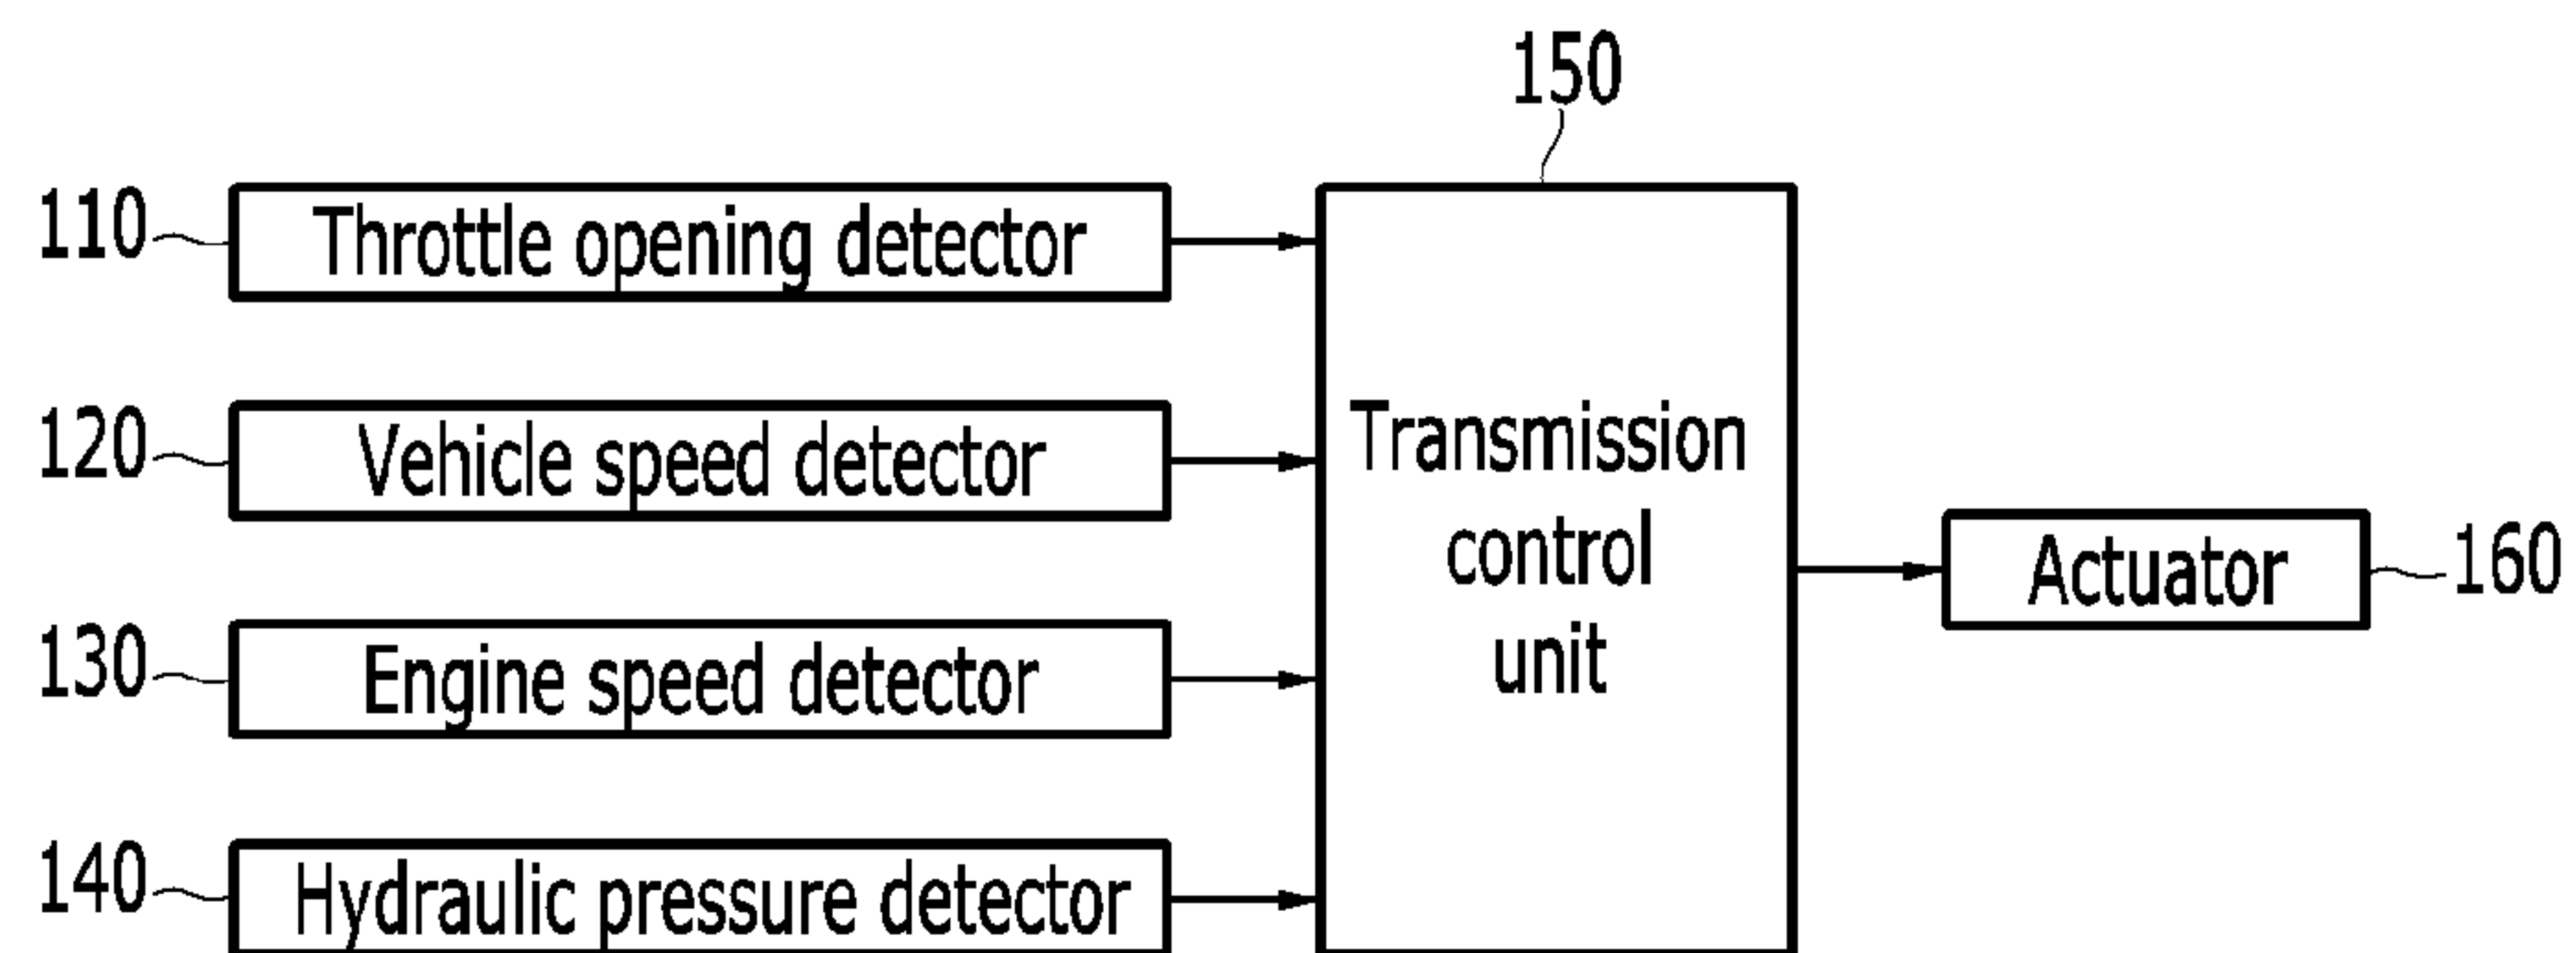 150
110 Throttle opening detector
120 Vehicle speed detector
Transmission
control
unit
130 Engine speed detector
140 Hydraulic pressure detector
Actuator 160